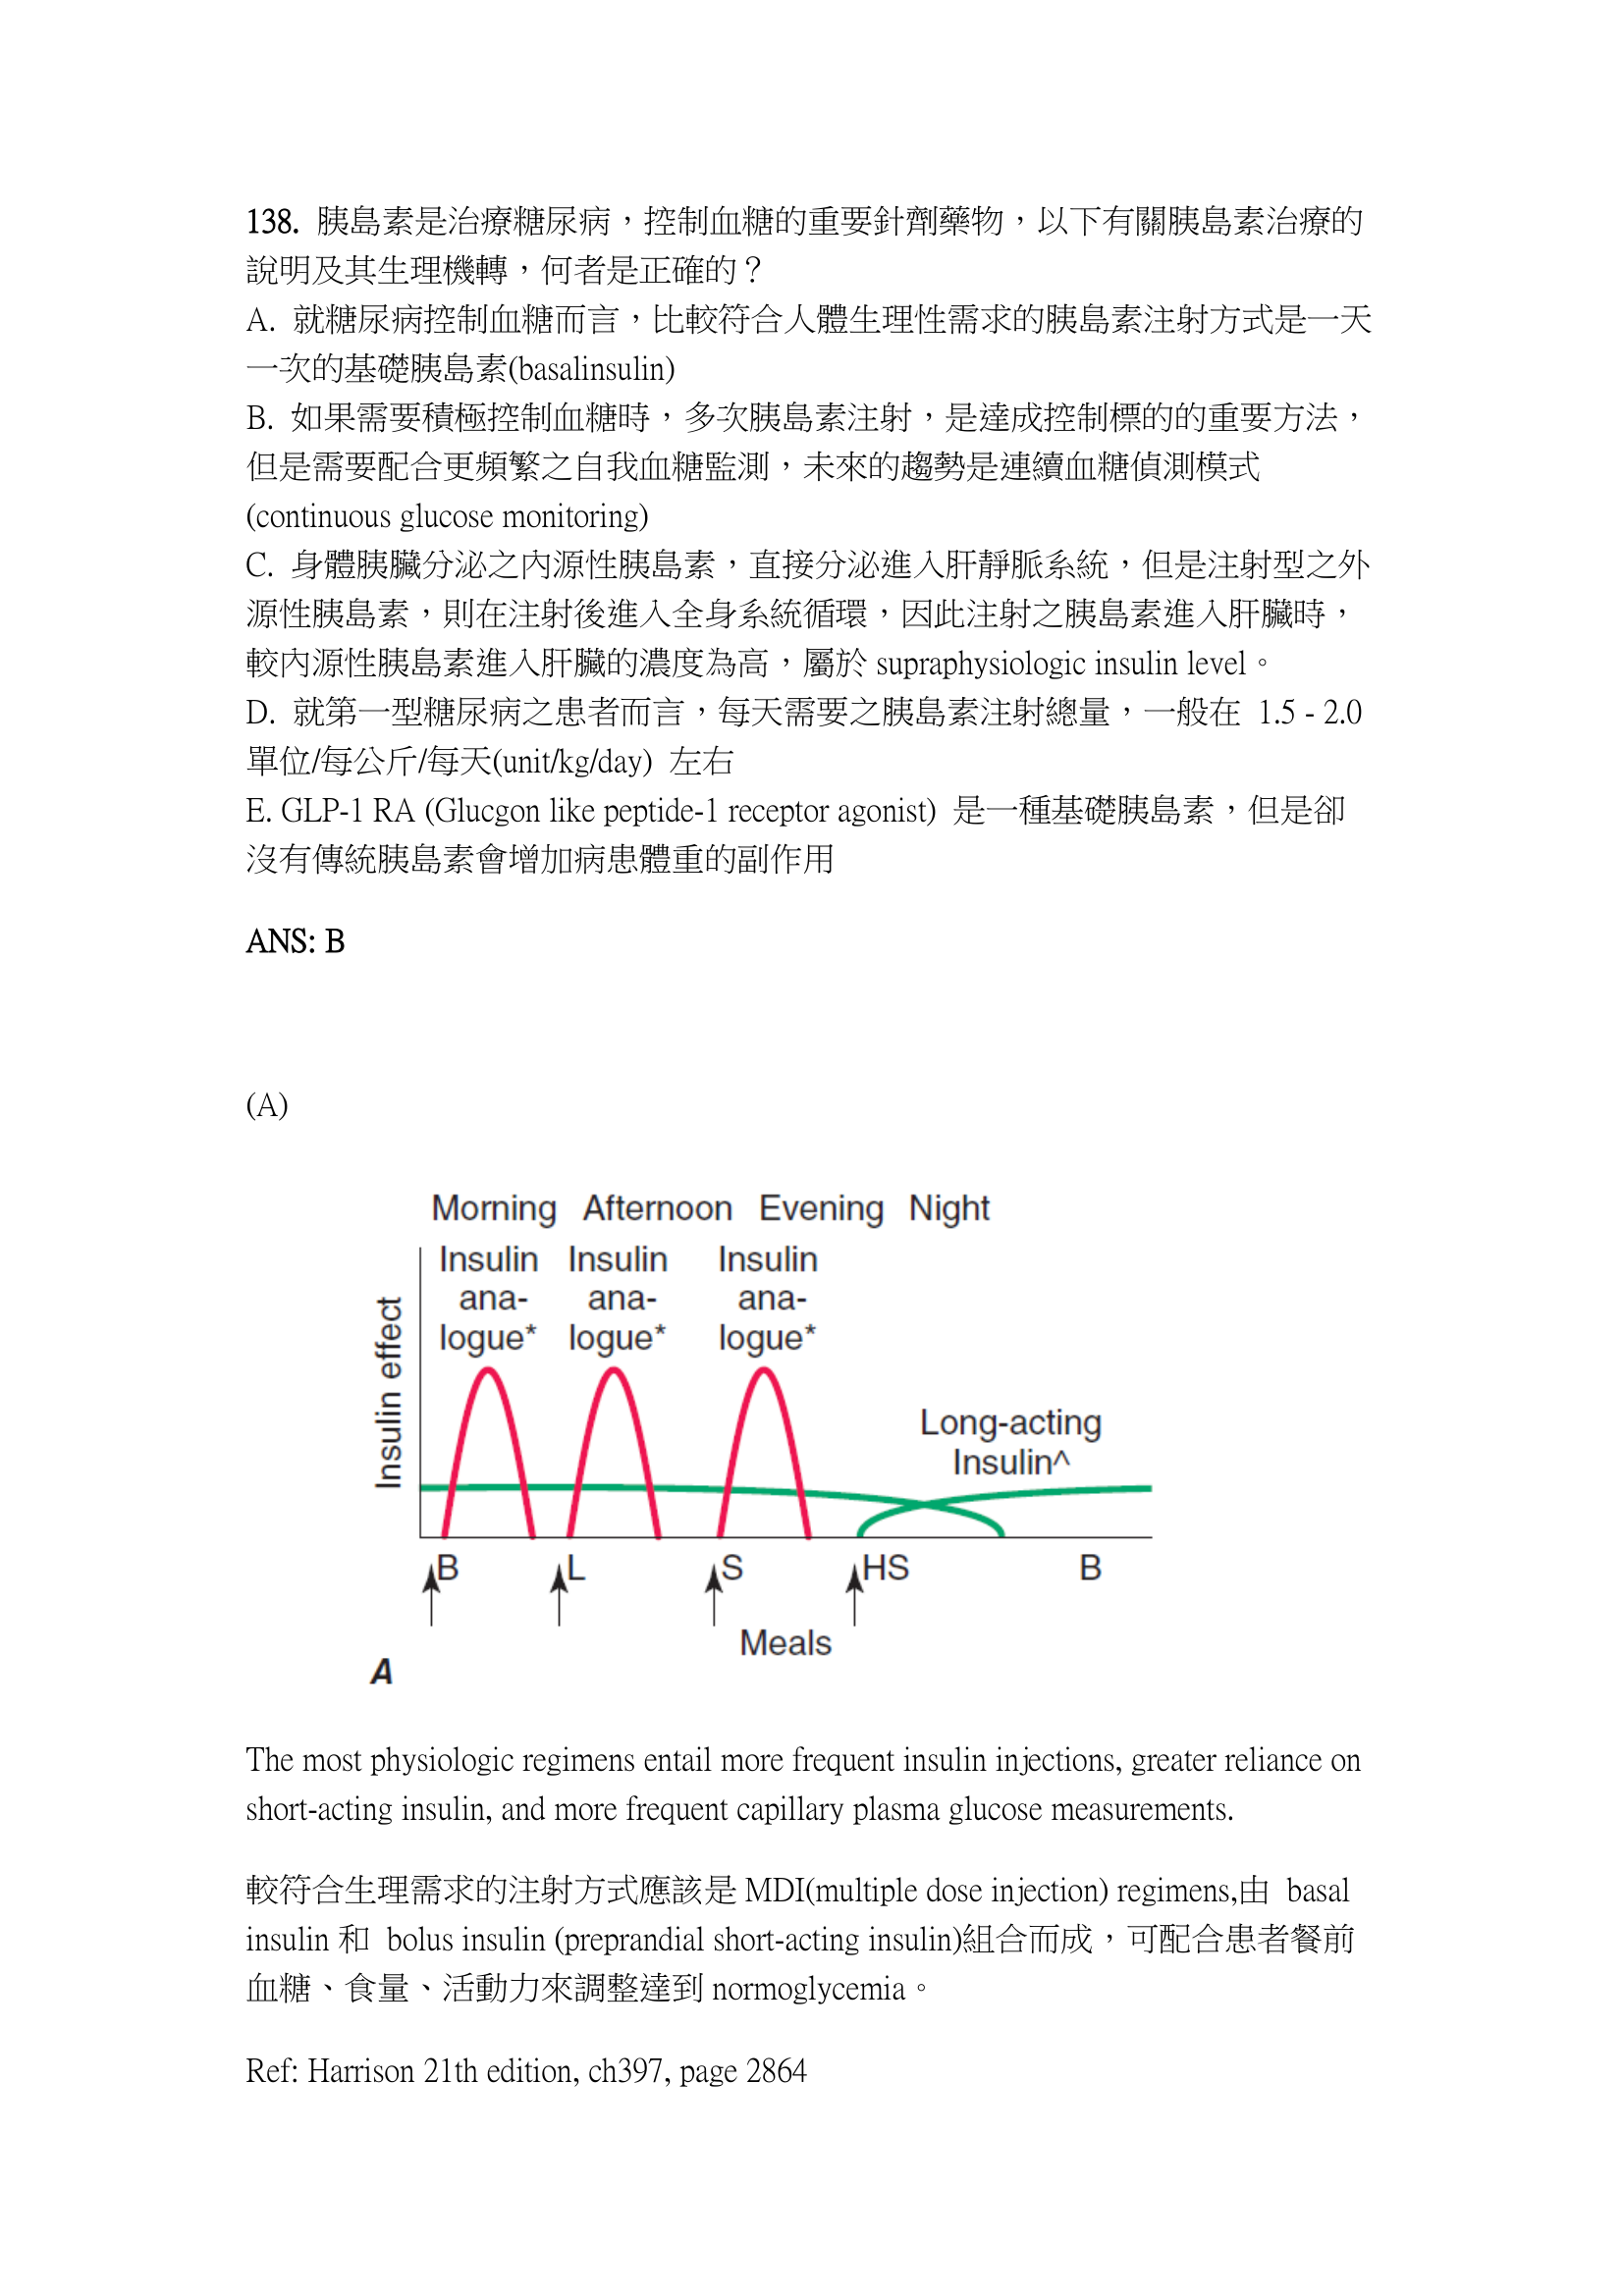 138. 胰島素是治療糖尿病，控制血糖的重要針劑藥物，以下有關胰島素治療的
說明及其生理機轉，何者是正確的？
A. 就糖尿病控制血糖而言，比較符合人體生理性需求的胰島素注射方式是一天
一次的基礎胰島素(basalinsulin)
B. 如果需要積極控制血糖時，多次胰島素注射，是達成控制標的的重要方法，
但是需要配合更頻繁之自我血糖監測，未來的趨勢是連續血糖偵測模式
(continuous glucose monitoring)
C. 身體胰臟分泌之內源性胰島素，直接分泌進入肝靜脈系統，但是注射型之外
源性胰島素，則在注射後進入全身系統循環，因此注射之胰島素進入肝臟時，
較內源性胰島素進入肝臟的濃度為高，屬於 supraphysiologic insulin level。
D. 就第一型糖尿病之患者而言，每天需要之胰島素注射總量，一般在 1.5 - 2.0
單位/每公斤/每天(unit/kg/day) 左右
E. GLP-1 RA (Glucgon like peptide-1 receptor agonist) 是一種基礎胰島素，但是卻
沒有傳統胰島素會增加病患體重的副作用
ANS: B
(A)
Morning Afternoon Evening Night
Insulin Insulin Insulin
ana- ana- ana-
logue* logue* logue*
Insulin effect
Long-acting
Insulin^
B L S HS B
Meals
A
The most physiologic regimens entail more frequent insulin injections, greater reliance on
short-acting insulin, and more frequent capillary plasma glucose measurements.
較符合生理需求的注射方式應該是 MDI(multiple dose injection) regimens,由 basal
insulin 和 bolus insulin (preprandial short-acting insulin)組合而成，可配合患者餐前
血糖、食量、活動力來調整達到 normoglycemia。
Ref: Harrison 21th edition, ch397, page 2864